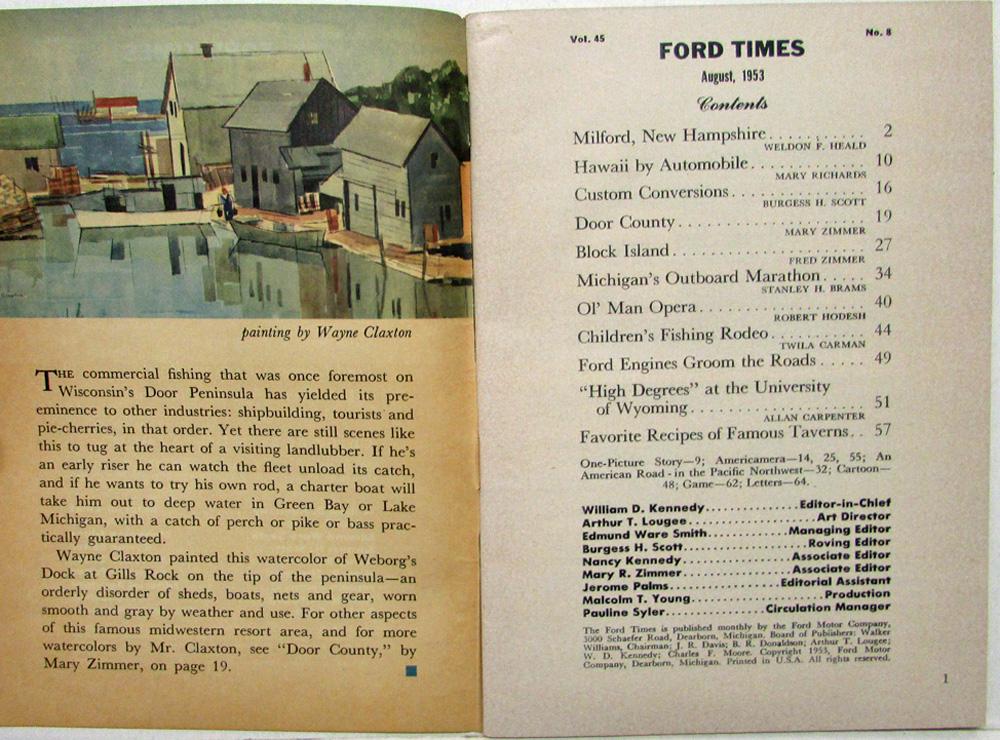 painting by Wayne Claxton
THE commercial fishing that was once foremost on
Wisconsin's Door Peninsula has yielded its pre-
eminence to other industries: shipbuilding, tourists and
pie-cherries, in that order. Yet there are still scenes like
this to tug at the heart of a visiting landlubber. If he's
an early riser he can watch the fleet unload its catch,
and if he wants to try his own rod, a charter boat will
take him out to deep water in Green Bay or Lake
Michigan, with a catch of perch or pike or bass prac-
tically guaranteed.
Wayne Claxton painted this watercolor of Weborg's
Dock at Gills Rock on the tip of the peninsula—an
orderly disorder of sheds, boats, nets and gear, worn
smooth and gray by weather and use. For other aspects
of this famous midwestern resort area, and for more
watercolors by Mr. Claxton, see "Door County," by
Mary Zimmer, on page 19.
Vol. 45 No. 8
FORD TIMES
August, 1953
Contents
Milford, New Hampshire........... 2
WELDON F. HEALD
Hawaii by Automobile............. 10
MARY RICHARDS
Custom Conversions............... 16
BURGESS H. SCOTT
Door County...................... 19
MARY ZIMMER
Block Island..................... 27
FRED ZIMMER
Michigan's Outboard Marathon..... 34
STANLEY H. BRAMS
Ol' Man Opera.................... 40
ROBERT HODESH
Children's Fishing Rodeo......... 44
TWILA CARMAN
Ford Engines Groom the Roads..... 49
"High Degrees" at the University
of Wyoming....................... 51
ALLAN CARPENTER
Favorite Recipes of Famous Taverns.. 57
One-Picture Story—9; Americamera—14, 25, 55; An
American Road - in the Pacific Northwest—32; Cartoon—
48; Game—62; Letters—64.
William D. Kennedy.............Editor-in-Chief
Arthur T. Lougee...................Art Director
Edmund Ware Smith............Managing Editor
Burgess H. Scott..................Roving Editor
Nancy Kennedy................Associate Editor
Mary R. Zimmer...............Associate Editor
Jerome Palms...............Editorial Assistant
Malcolm T. Young...................Production
Pauline Syler..............Circulation Manager
The Ford Times is published monthly by the Ford Motor Company,
3000 Schaefer Road, Dearborn, Michigan. Board of Publishers: Walker
Williams, Chairman; J. R. Davis; B. R. Donaldson; Arthur T. Lougee;
W. D. Kennedy; Charles F. Moore. Copyright 1953, Ford Motor
Company, Dearborn, Michigan. Printed in U.S.A. All rights reserved.
1